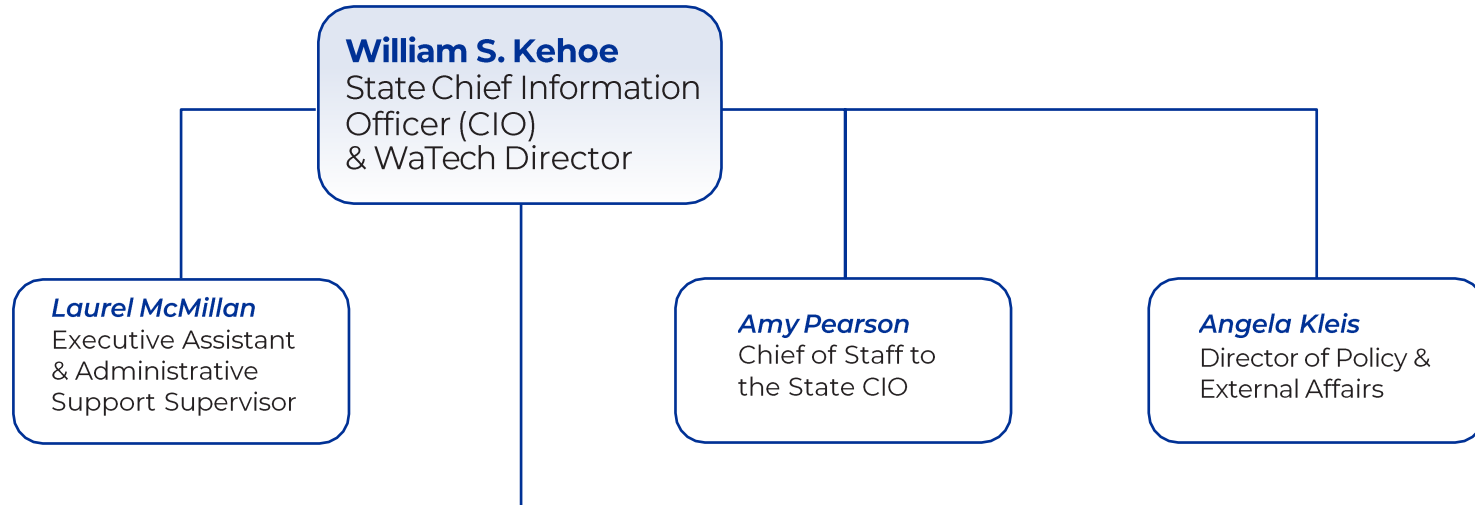 William S. Kehoe
State Chief Information
Officer (CIO)
& WaTech Director
Laurel McMillan
Executive Assistant
& Administrative
Support Supervisor
Amy Pearson
Chief of Staff to
the State CIO
Angela Kleis
Director of Policy &
External Affairs